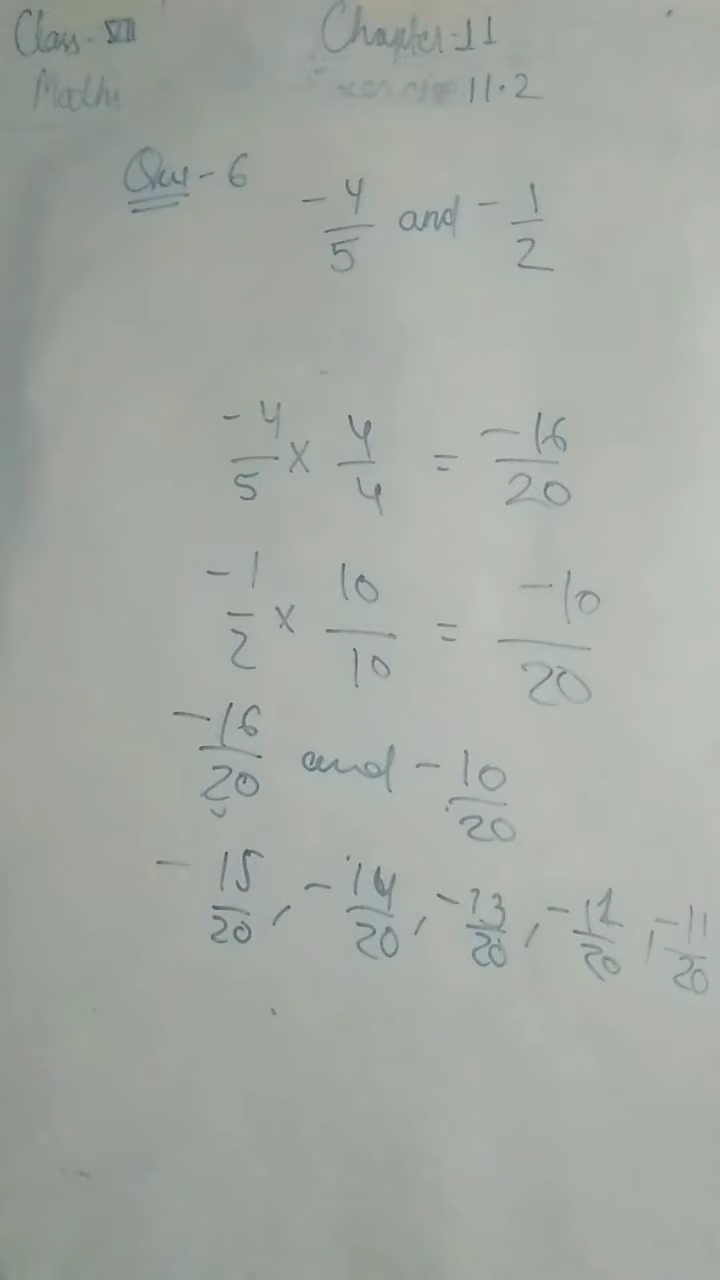 Class-VII Chapter-11
Maths Exercise 11.2
Que-6
-4/5 and -1/2
-4/5 × 4/4 = -16/20
-1/2 × 10/10 = -10/20
-16/20 and -10/20
-15/20, -14/20, -13/20, -12/20, -11/20